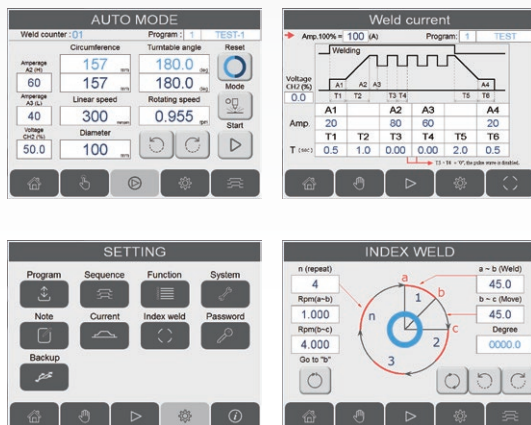 AUTO MODE
Weld counter : 01 Program : 1 TEST-1
Circumference Turntable angle Reset
Amperage A2 (H) 157 mm 180.0 deg
60 157 mm 180.0 deg Mode
Amperage A3 (L) Linear speed Rotating speed
40 300 0.955 rpm
Voltage CH2 (%) Diameter Start
50.0 100 mm
Weld current
Amp.100% = 100 (A) Program: 1 TEST
Welding
Voltage CH2 (%)
0.0
A1 A2 A3 A4
T1 T2 T3 T4 T5 T6
A1 A2 A3 A4
Amp. 20 80 60 20
T1 T2 T3 T4 T5 T6
T (sec) 0.5 1.0 0.00 0.00 2.0 0.5
SETTING
Program Sequence Function System
Note Current Index weld Password
Backup
INDEX WELD
n (repeat) a ~ b (Weld)
4 45.0
Rpm(a~b) b ~ c (Move)
1.000 45.0
Rpm(b~c) Degree
4.000 0000.0
Go to "b"
a
b
c
n 1
2
3